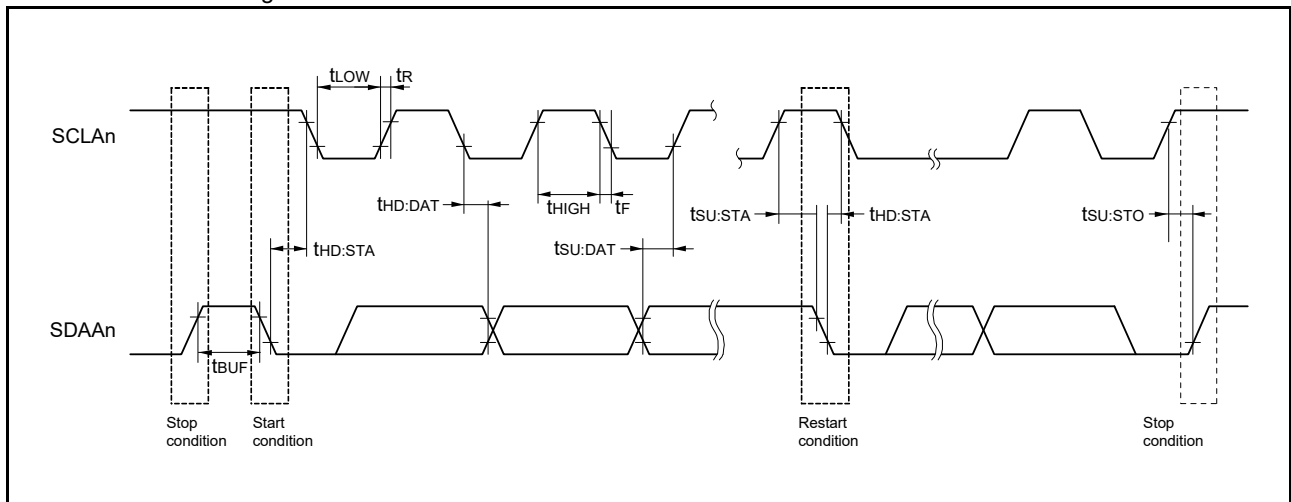 tLOW tR
SCLAn
tHD:DAT tHIGH tF tSU:STA tHD:STA tSU:STO
tHD:STA tSU:DAT
SDAAn
tBUF
Stop condition
Start condition
Restart condition
Stop condition